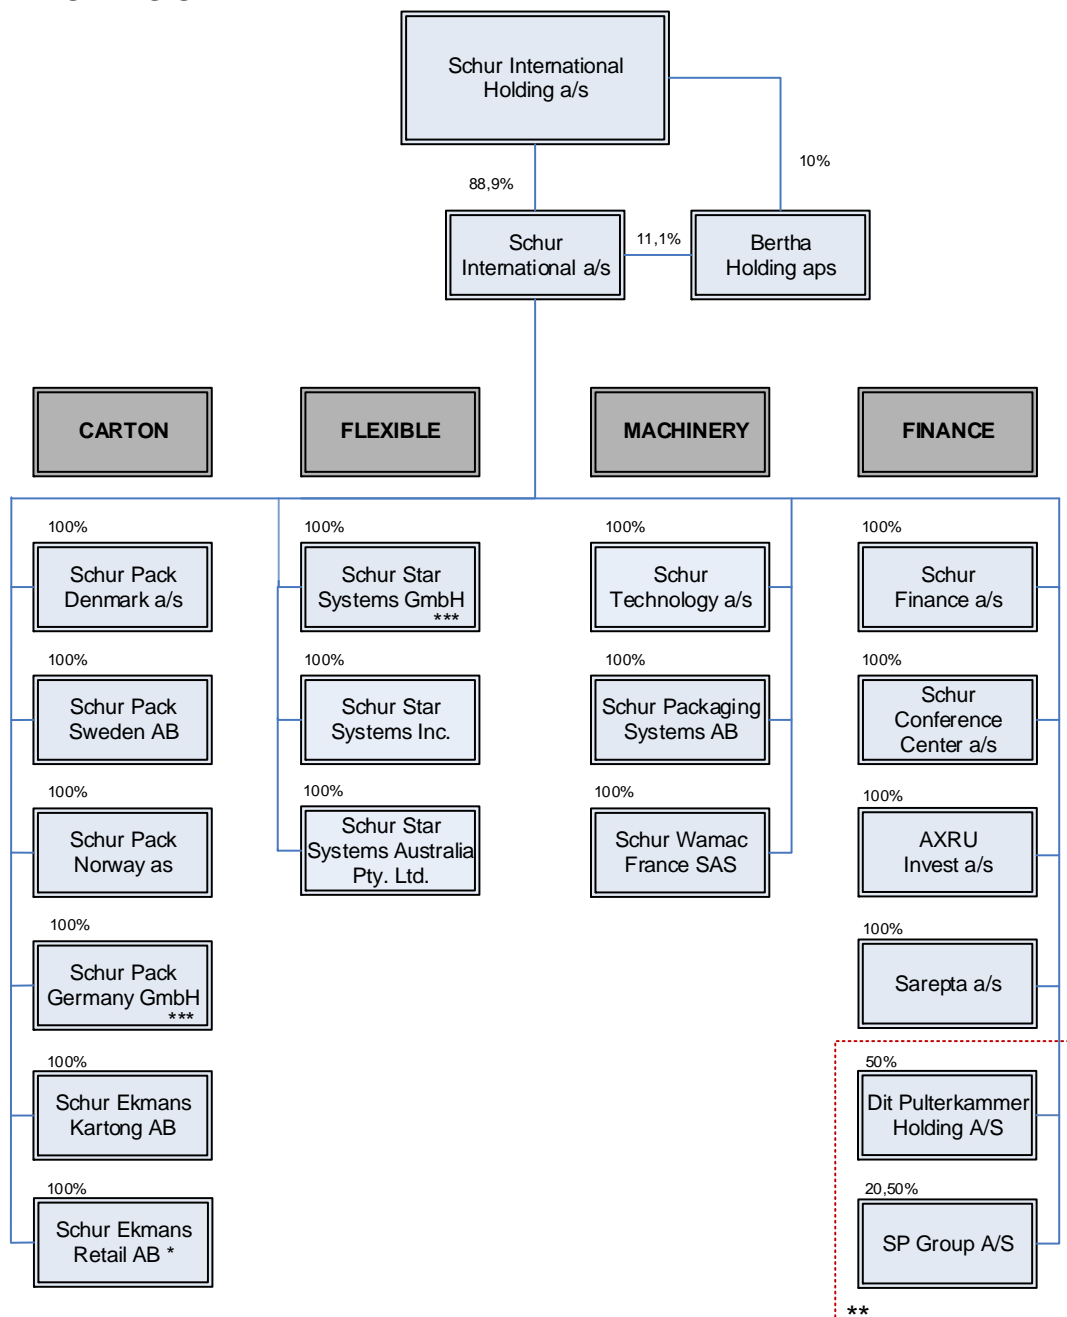 Schur International
Holding a/s
10%
88,9%
Schur
International a/s
11,1%
Bertha
Holding aps
CARTON
FLEXIBLE
MACHINERY
FINANCE
100%
Schur Pack
Denmark a/s
100%
Schur Star
Systems GmbH
***
100%
Schur
Technology a/s
100%
Schur
Finance a/s
100%
Schur Pack
Sweden AB
100%
Schur Star
Systems Inc.
100%
Schur Packaging
Systems AB
100%
Schur
Conference
Center a/s
100%
Schur Pack
Norway as
100%
Schur Star
Systems Australia
Pty. Ltd.
100%
Schur Wamac
France SAS
100%
AXRU
Invest a/s
100%
Schur Pack
Germany GmbH
***
100%
Sarepta a/s
100%
Schur Ekmans
Kartong AB
50%
Dit Pulterkammer
Holding A/S
100%
Schur Ekmans
Retail AB *
20,50%
SP Group A/S
**